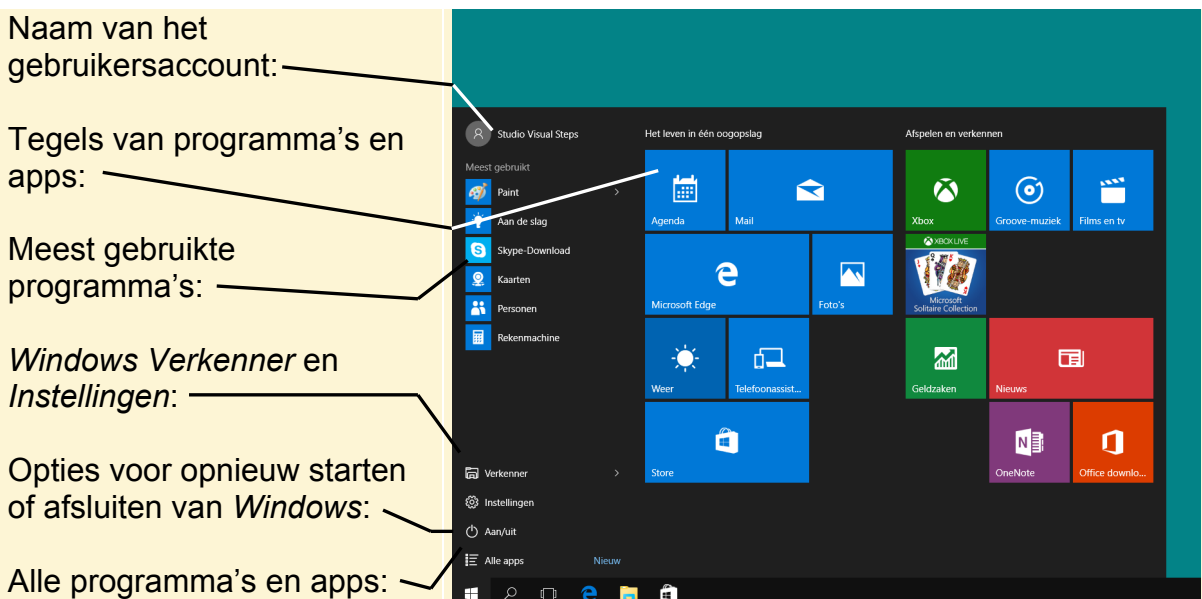 Naam van het
gebruikersaccount:
Tegels van programma's en
apps:
Meest gebruikte
programma's:
Windows Verkenner en
Instellingen:
Opties voor opnieuw starten
of afsluiten van Windows:
Alle programma's en apps:
Studio Visual Steps
Meest gebruikt
Paint
Aan de slag
Skype-Download
Kaarten
Personen
Rekenmachine
Verkenner
Instellingen
Aan/uit
Alle apps Nieuw
Het leven in één oogopslag
Agenda Mail
Microsoft Edge Foto's
Weer Telefoonassist...
Store
Afspelen en verkennen
Xbox Groove-muziek Films en tv
XBOX LIVE
Microsoft
Solitaire Collection
Geldzaken Nieuws
OneNote Office downlo...